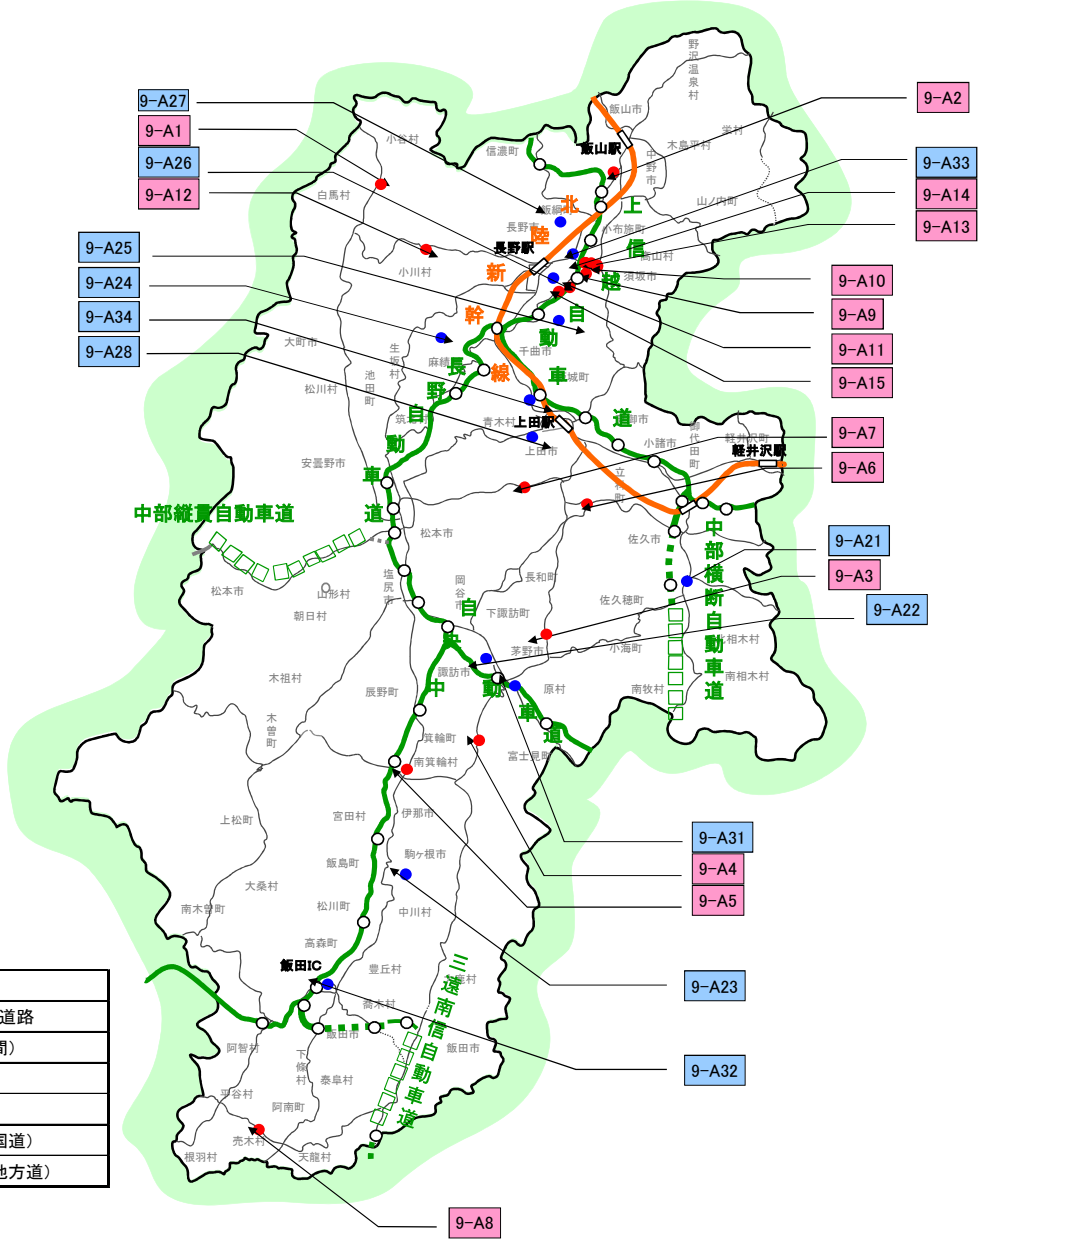 9-A27
9-A1
9-A26
9-A12
9-A25
9-A24
9-A34
9-A28
9-A2
9-A33
9-A14
9-A13
9-A10
9-A9
9-A11
9-A15
9-A7
9-A6
9-A21
9-A3
9-A22
9-A31
9-A4
9-A5
9-A23
9-A32
9-A8
野沢温泉村
飯山市
栄村
木島平村
飯山駅
中野市
山ノ内町
小谷村
信濃町
白馬村
飯綱町
長野市
長野駅
小布施町
高山村
須坂市
小川村
北陸新幹線
上信越自動車道
大町市
生坂村
麻績
千曲市
池田町
松川村
筑北
城町
青木村
上田駅
上田市
御市
小諸市
御代田町
軽井沢町
軽井沢駅
立科町
安曇野市
長野自動車道
中部縦貫自動車道
松本市
松本市
山形村
朝日村
塩尻市
岡谷市
下諏訪町
長和町
佐久市
佐久穂町
中部横断自動車道
北相木村
小海町
南相木村
南牧村
茅野市
諏訪市
原村
富士見町
中央自動車道
木祖村
辰野町
木曽町
箕輪町
南箕輪村
上松町
宮田村
伊那市
飯島町
駒ヶ根市
大桑村
南木曽町
松川町
中川村
高森町
飯田IC
豊丘村
大鹿村
喬木村
三遠南信自動車道
飯田市
飯田市
阿智村
下條村
泰阜村
平谷村
阿南町
売木村
根羽村
天龍村
道路
間）
国道）
地方道）